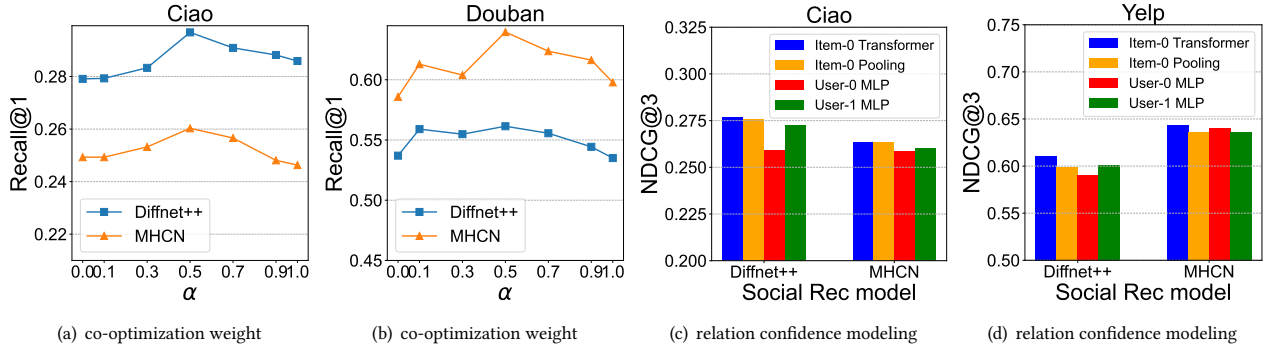 Ciao
Recall@1
0.28
0.26
0.24
0.22
Diffnet++
MHCN
0.00.1 0.3 0.5 0.7 0.91.0
α
(a) co-optimization weight
Douban
Recall@1
0.60
0.55
0.50
0.45
Diffnet++
MHCN
0.00.1 0.3 0.5 0.7 0.91.0
α
(b) co-optimization weight
Ciao
NDCG@3
0.325
0.300
0.275
0.250
0.225
0.200
Item-0 Transformer
Item-0 Pooling
User-0 MLP
User-1 MLP
Diffnet++ MHCN
Social Rec model
(c) relation confidence modeling
Yelp
NDCG@3
0.75
0.70
0.65
0.60
0.55
0.50
Item-0 Transformer
Item-0 Pooling
User-0 MLP
User-1 MLP
Diffnet++ MHCN
Social Rec model
(d) relation confidence modeling